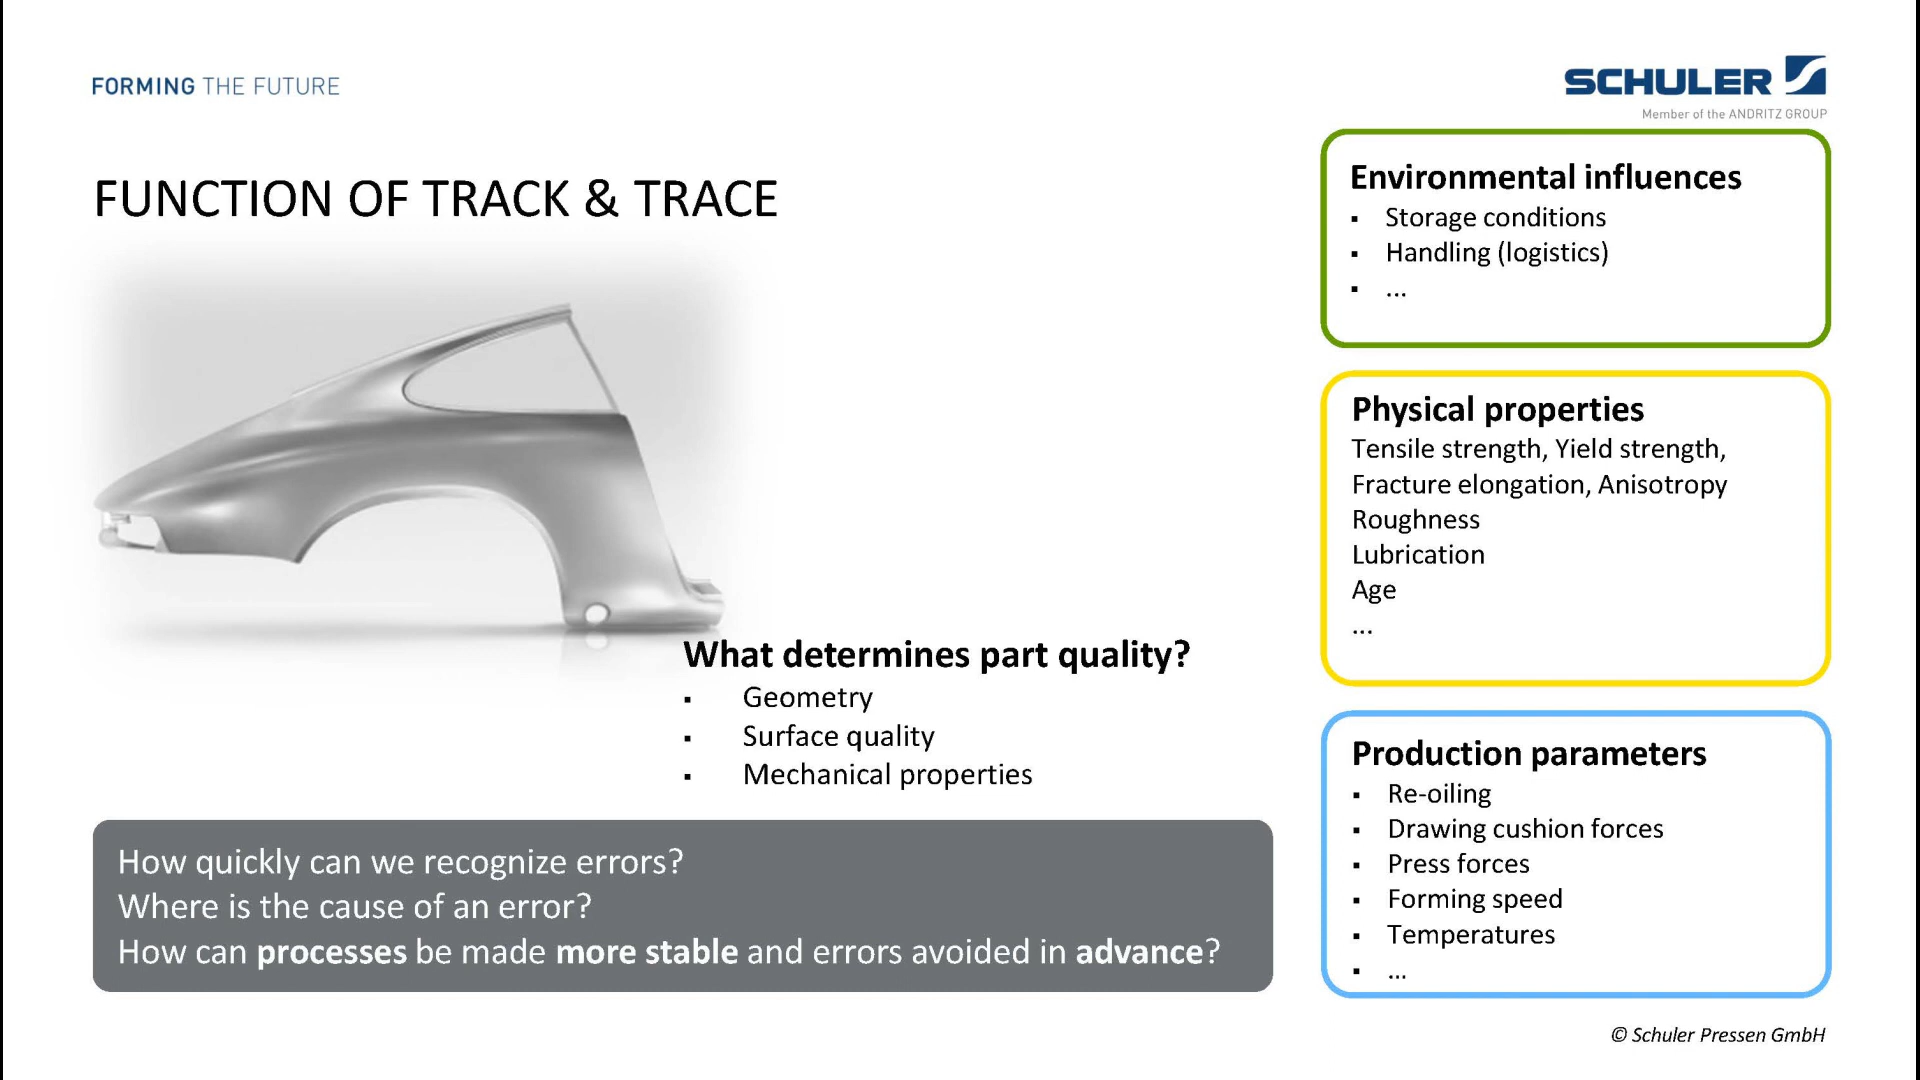 FORMING THE FUTURE
SCHULER
Member of the ANDRITZ GROUP
FUNCTION OF TRACK & TRACE
What determines part quality?
▪ Geometry
▪ Surface quality
▪ Mechanical properties
How quickly can we recognize errors?
Where is the cause of an error?
How can processes be made more stable and errors avoided in advance?
Environmental influences
▪ Storage conditions
▪ Handling (logistics)
▪ ...
Physical properties
Tensile strength, Yield strength,
Fracture elongation, Anisotropy
Roughness
Lubrication
Age
...
Production parameters
▪ Re-oiling
▪ Drawing cushion forces
▪ Press forces
▪ Forming speed
▪ Temperatures
▪ ...
© Schuler Pressen GmbH